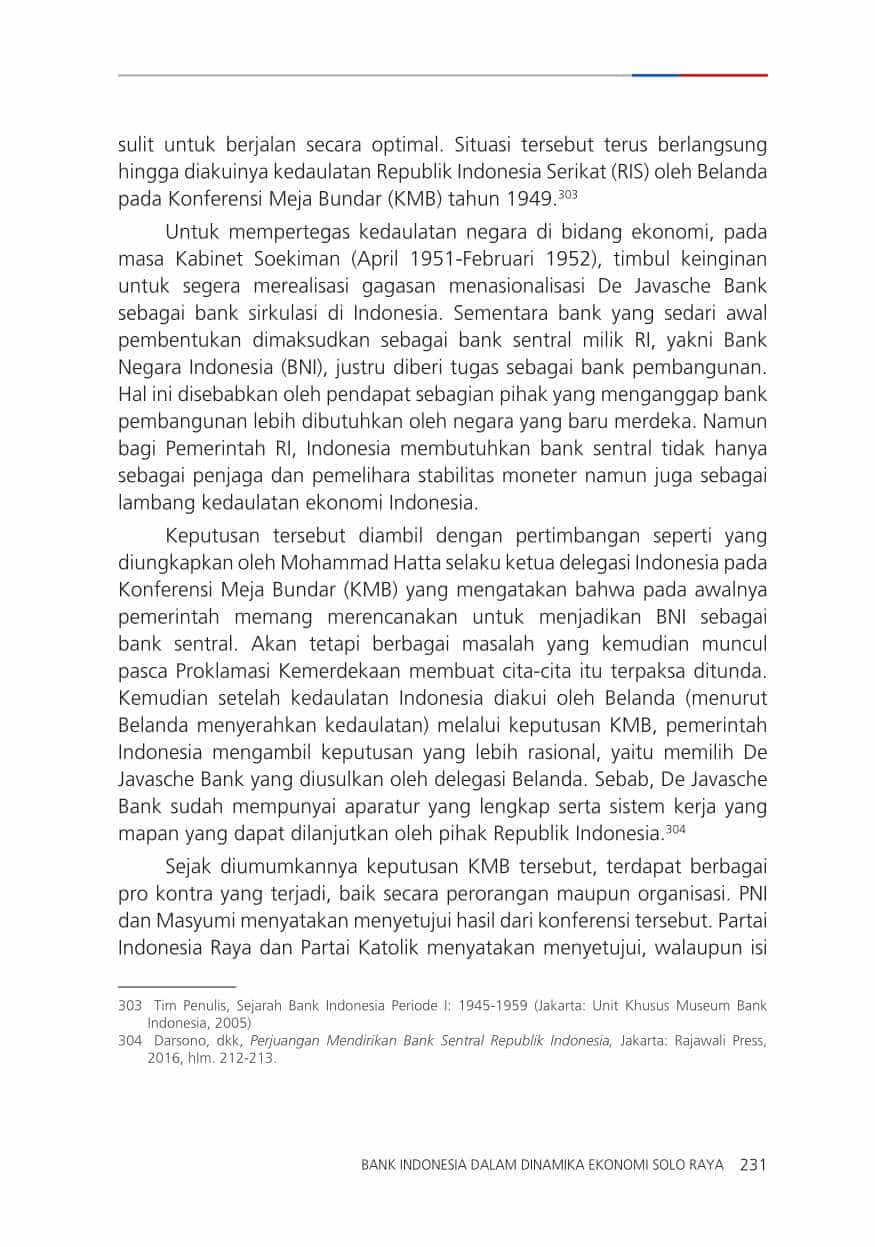 sulit untuk berjalan secara optimal. Situasi tersebut terus berlangsung
hingga diakuinya kedaulatan Republik Indonesia Serikat (RIS) oleh Belanda
pada Konferensi Meja Bundar (KMB) tahun 1949.303
Untuk mempertegas kedaulatan negara di bidang ekonomi, pada
masa Kabinet Soekiman (April 1951-Februari 1952), timbul keinginan
untuk segera merealisasi gagasan menasionalisasi De Javasche Bank
sebagai bank sirkulasi di Indonesia. Sementara bank yang sedari awal
pembentukan dimaksudkan sebagai bank sentral milik RI, yakni Bank
Negara Indonesia (BNI), justru diberi tugas sebagai bank pembangunan.
Hal ini disebabkan oleh pendapat sebagian pihak yang menganggap bank
pembangunan lebih dibutuhkan oleh negara yang baru merdeka. Namun
bagi Pemerintah RI, Indonesia membutuhkan bank sentral tidak hanya
sebagai penjaga dan pemelihara stabilitas moneter namun juga sebagai
lambang kedaulatan ekonomi Indonesia.
Keputusan tersebut diambil dengan pertimbangan seperti yang
diungkapkan oleh Mohammad Hatta selaku ketua delegasi Indonesia pada
Konferensi Meja Bundar (KMB) yang mengatakan bahwa pada awalnya
pemerintah memang merencanakan untuk menjadikan BNI sebagai
bank sentral. Akan tetapi berbagai masalah yang kemudian muncul
pasca Proklamasi Kemerdekaan membuat cita-cita itu terpaksa ditunda.
Kemudian setelah kedaulatan Indonesia diakui oleh Belanda (menurut
Belanda menyerahkan kedaulatan) melalui keputusan KMB, pemerintah
Indonesia mengambil keputusan yang lebih rasional, yaitu memilih De
Javasche Bank yang diusulkan oleh delegasi Belanda. Sebab, De Javasche
Bank sudah mempunyai aparatur yang lengkap serta sistem kerja yang
mapan yang dapat dilanjutkan oleh pihak Republik Indonesia.304
Sejak diumumkannya keputusan KMB tersebut, terdapat berbagai
pro kontra yang terjadi, baik secara perorangan maupun organisasi. PNI
dan Masyumi menyatakan menyetujui hasil dari konferensi tersebut. Partai
Indonesia Raya dan Partai Katolik menyatakan menyetujui, walaupun isi
303 Tim Penulis, Sejarah Bank Indonesia Periode I: 1945-1959 (Jakarta: Unit Khusus Museum Bank
Indonesia, 2005)
304 Darsono, dkk, Perjuangan Mendirikan Bank Sentral Republik Indonesia, Jakarta: Rajawali Press,
2016, hlm. 212-213.
BANK INDONESIA DALAM DINAMIKA EKONOMI SOLO RAYA 231